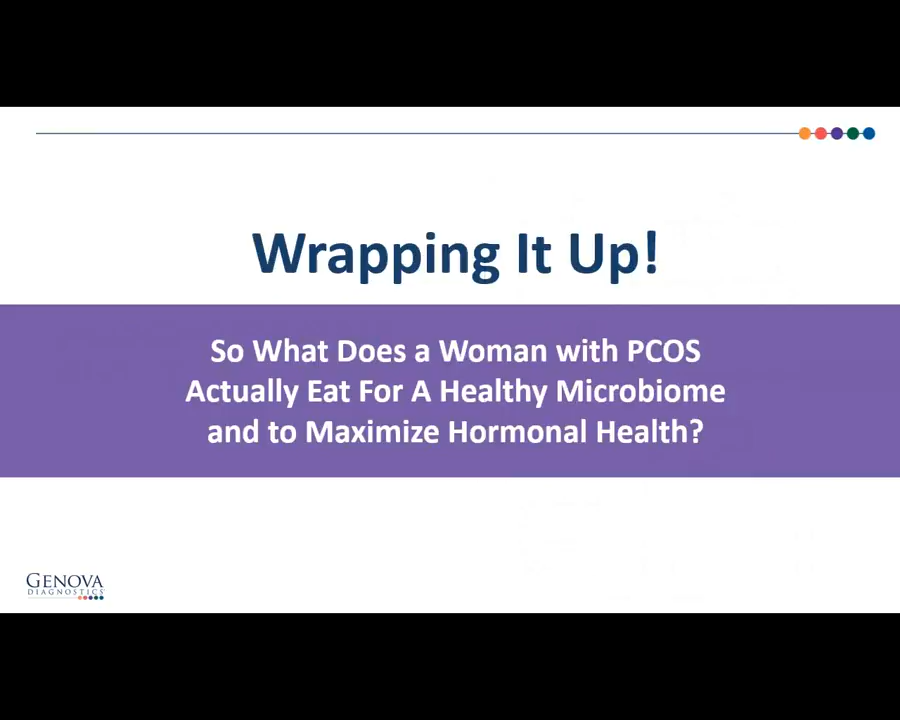 Wrapping It Up!
So What Does a Woman with PCOS
Actually Eat For A Healthy Microbiome
and to Maximize Hormonal Health?
GENOVA
DIAGNOSTICS